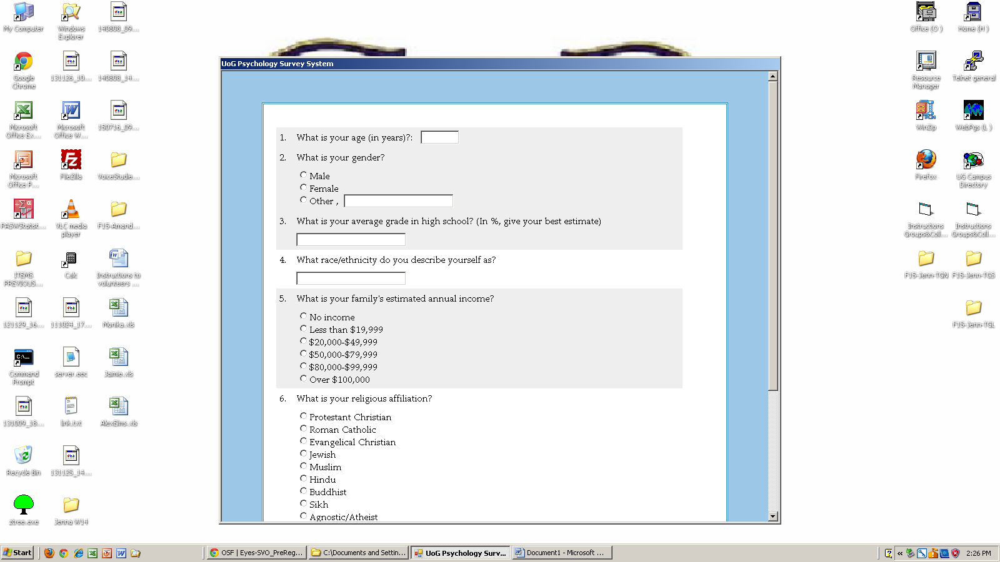 My Computer
Windows
Explorer
140808_09...
Google
Chrome
131126_10...
140808_14...
Microsoft
Office Ex...
Microsoft
Office W...
150716_09...
Microsoft
Office P...
FileZilla
VoiceStudie...
PASWStatist...
VLC media
player
F15-Amand...
ITEMS
PREVIOUS...
Calc
Instructions to
volunteers ...
121129_16...
111024_17...
Monika.xls
Command
Prompt
server.eec
Jaimie.xls
131009_13...
link.txt
AlexElms.xls
Recycle Bin
131125_14...
ztree.exe
Jenna W14
UoG Psychology Survey System
1. What is your age (in years)?:
2. What is your gender?
Male
Female
Other ,
3. What is your average grade in high school? (In %, give your best estimate)
4. What race/ethnicity do you describe yourself as?
5. What is your family's estimated annual income?
No income
Less than $19,999
$20,000-$49,999
$50,000-$79,999
$80,000-$99,999
Over $100,000
6. What is your religious affiliation?
Protestant Christian
Roman Catholic
Evangelical Christian
Jewish
Muslim
Hindu
Buddhist
Sikh
Agnostic/Atheist
Office (O )
Home (H )
Resource
Manager
Telnet general
WinZip
WebPgs (L )
Firefox
UG Campus
Directory
Instructions
Groups&Coll...
Instructions
Groups&Coll...
F15-Jenn-TGN
F15-Jenn-TGS
F15-Jenn-TGL
Start
OSF | Eyes-SVO_PreReg...
C:\Documents and Settin...
UoG Psychology Surv...
Document1 - Microsoft ...
2:26 PM